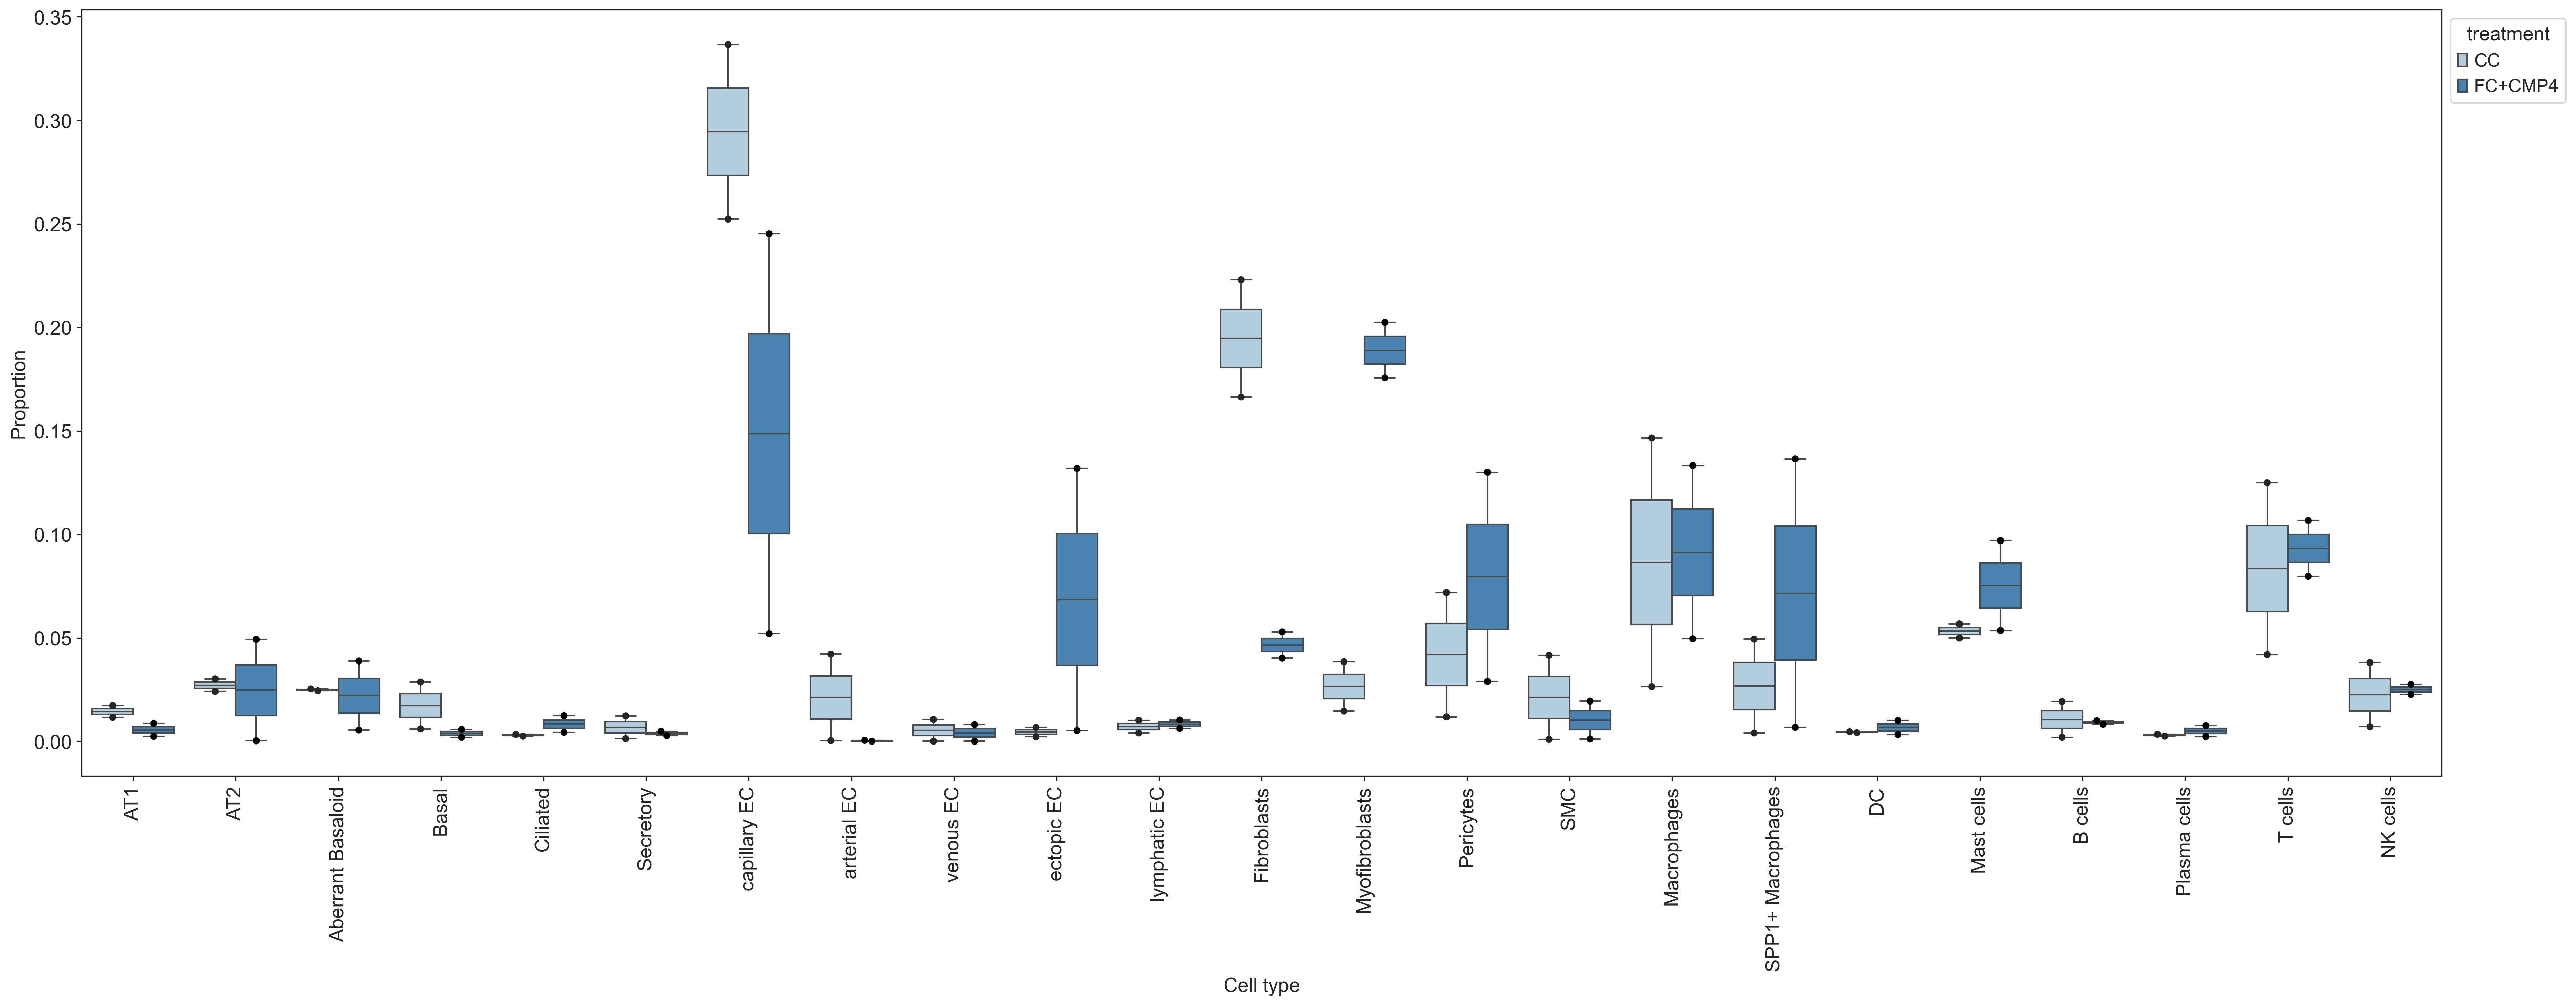 0.35
0.30
0.25
0.20
0.15
0.10
0.05
0.00
Proportion
treatment
CC
FC+CMP4
AT1
AT2
Aberrant Basaloid
Basal
Ciliated
Secretory
capillary EC
arterial EC
venous EC
ectopic EC
lymphatic EC
Fibroblasts
Myofibroblasts
Pericytes
SMC
Macrophages
SPP1+ Macrophages
DC
Mast cells
B cells
Plasma cells
T cells
NK cells
Cell type